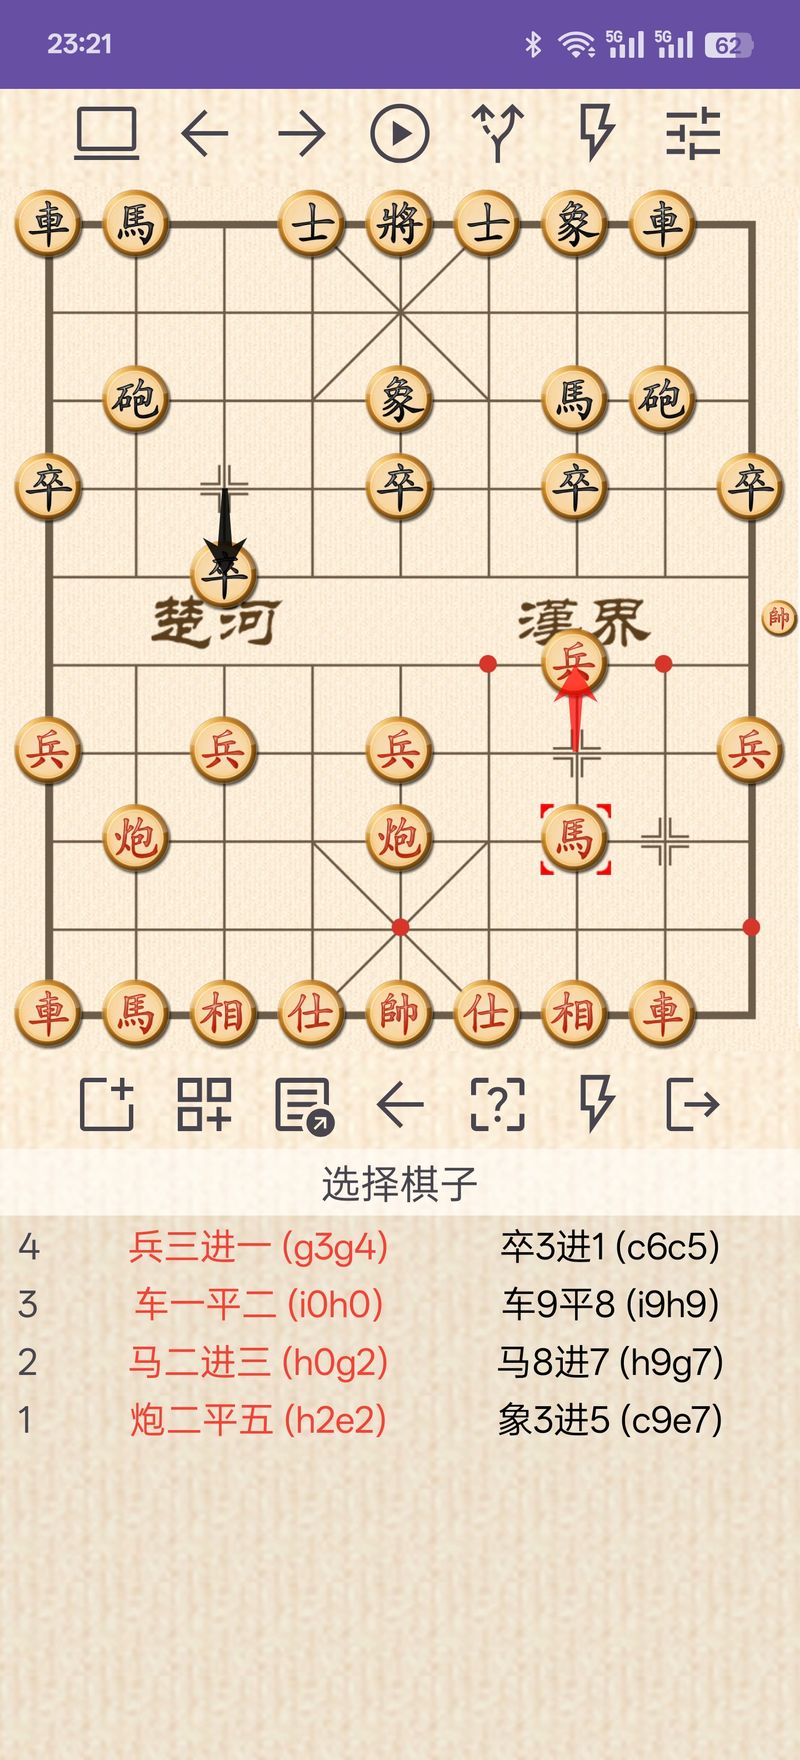 23:21
5G 5G 62
車 馬 士 將 士 象 車
砲 象 馬 砲
卒 卒 卒 卒
卒
楚河 漢界
帥
兵
兵 兵 兵 兵
炮 炮 馬
車 馬 相 仕 帥 仕 相 車
选择棋子
4 兵三进一 (g3g4) 卒3进1 (c6c5)
3 车一平二 (i0h0) 车9平8 (i9h9)
2 马二进三 (h0g2) 马8进7 (h9g7)
1 炮二平五 (h2e2) 象3进5 (c9e7)